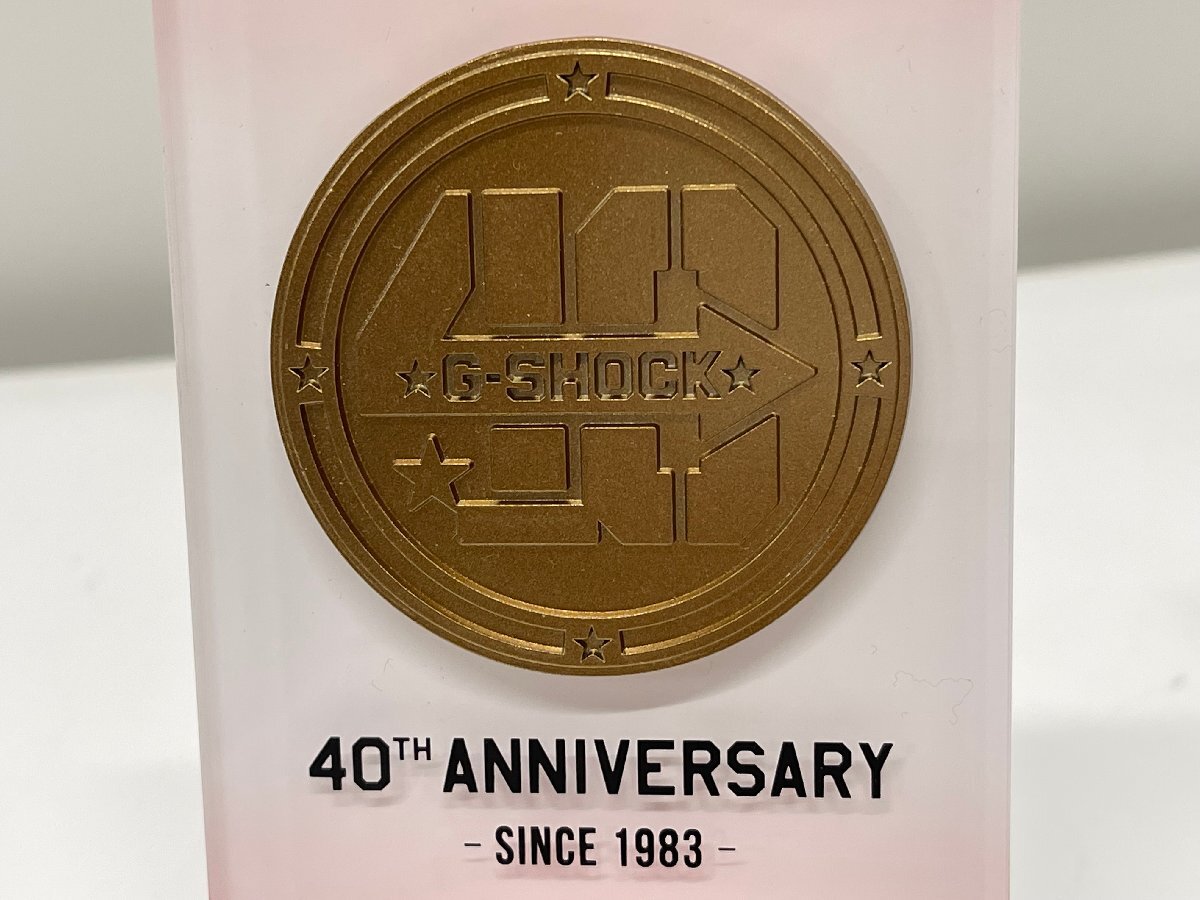 G-SHOCK
40TH ANNIVERSARY
- SINCE 1983 -